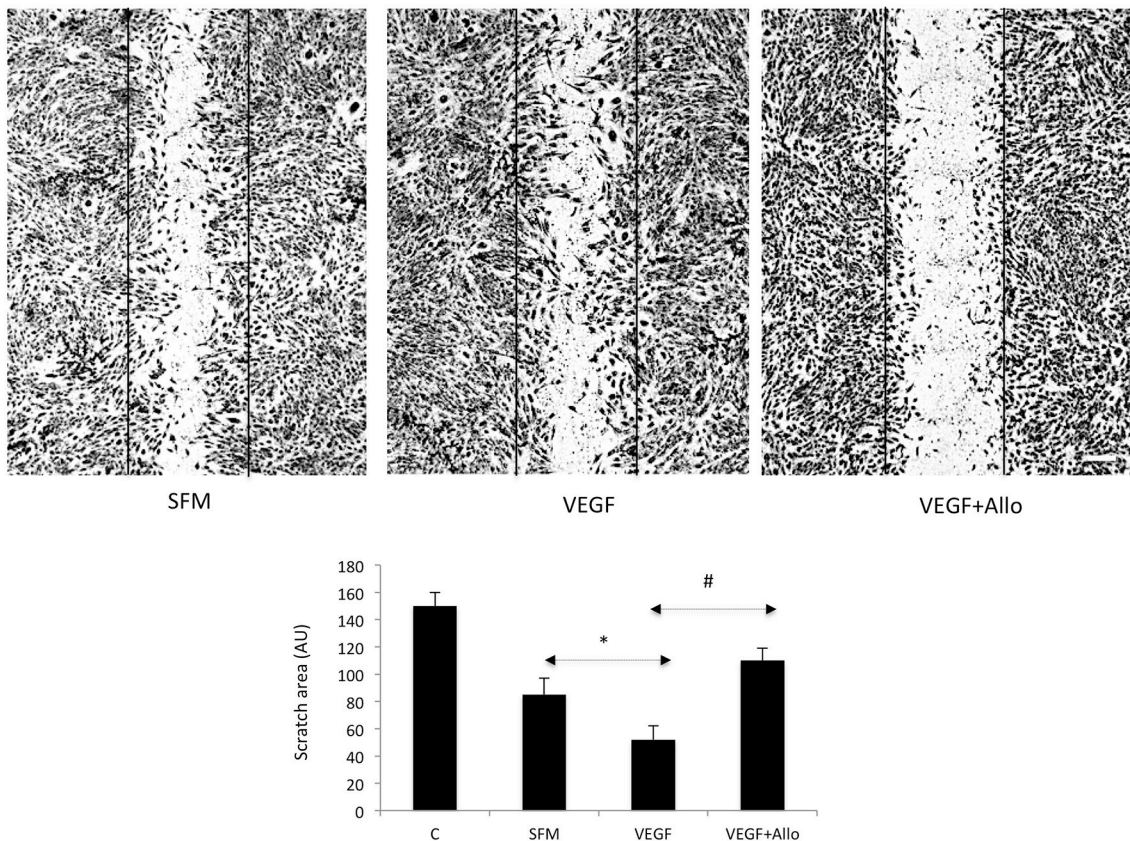 SFM
VEGF
VEGF+Allo
180
160
140
120
100
80
60
40
20
0
Scratch area (AU)
*
#
C
SFM
VEGF
VEGF+Allo